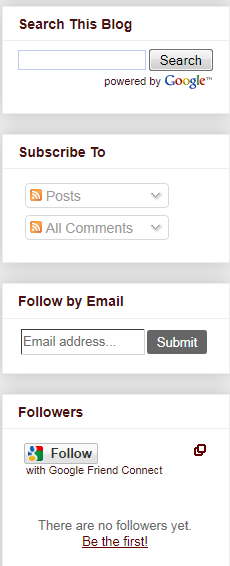 Search This Blog
Search
powered by Google™
Subscribe To
Posts
All Comments
Follow by Email
Email address...
Submit
Followers
Follow
with Google Friend Connect
There are no followers yet.
Be the first!